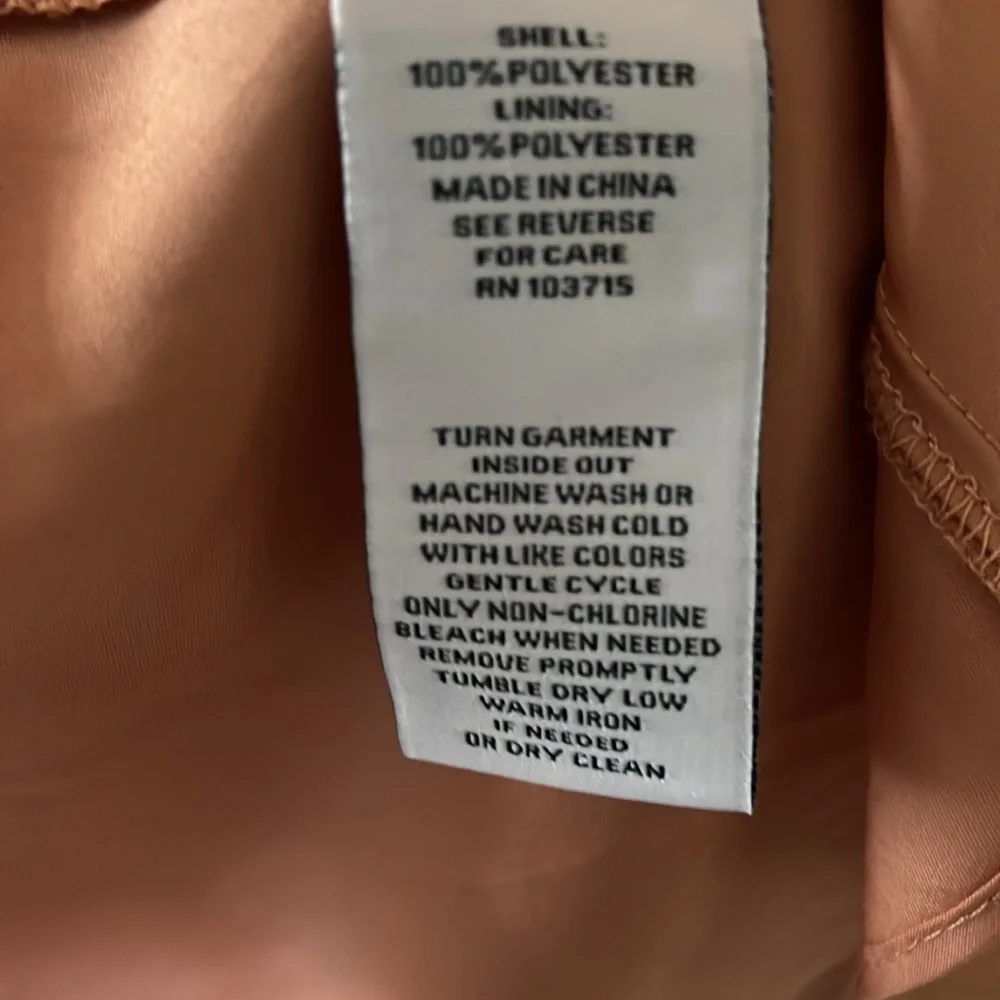 SHELL:
100%POLYESTER
LINING:
100%POLYESTER
MADE IN CHINA
SEE REVERSE
FOR CARE
RN 103715
TURN GARMENT
INSIDE OUT
MACHINE WASH OR
HAND WASH COLD
WITH LIKE COLORS
GENTLE CYCLE
ONLY NON-CHLORINE
BLEACH WHEN NEEDED
REMOVE PROMPTLY
TUMBLE DRY LOW
WARM IRON
IF NEEDED
OR DRY CLEAN